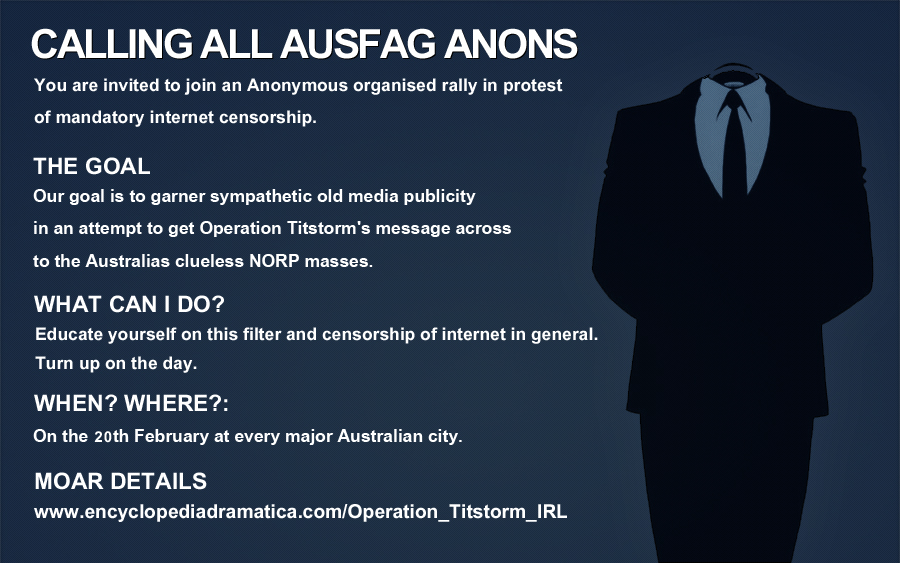 CALLING ALL AUSFAG ANONS
You are invited to join an Anonymous organised rally in protest
of mandatory internet censorship.
THE GOAL
Our goal is to garner sympathetic old media publicity
in an attempt to get Operation Titstorm's message across
to the Australias clueless NORP masses.
WHAT CAN I DO?
Educate yourself on this filter and censorship of internet in general.
Turn up on the day.
WHEN? WHERE?:
On the 20th February at every major Australian city.
MOAR DETAILS
www.encyclopediadramatica.com/Operation_Titstorm_IRL